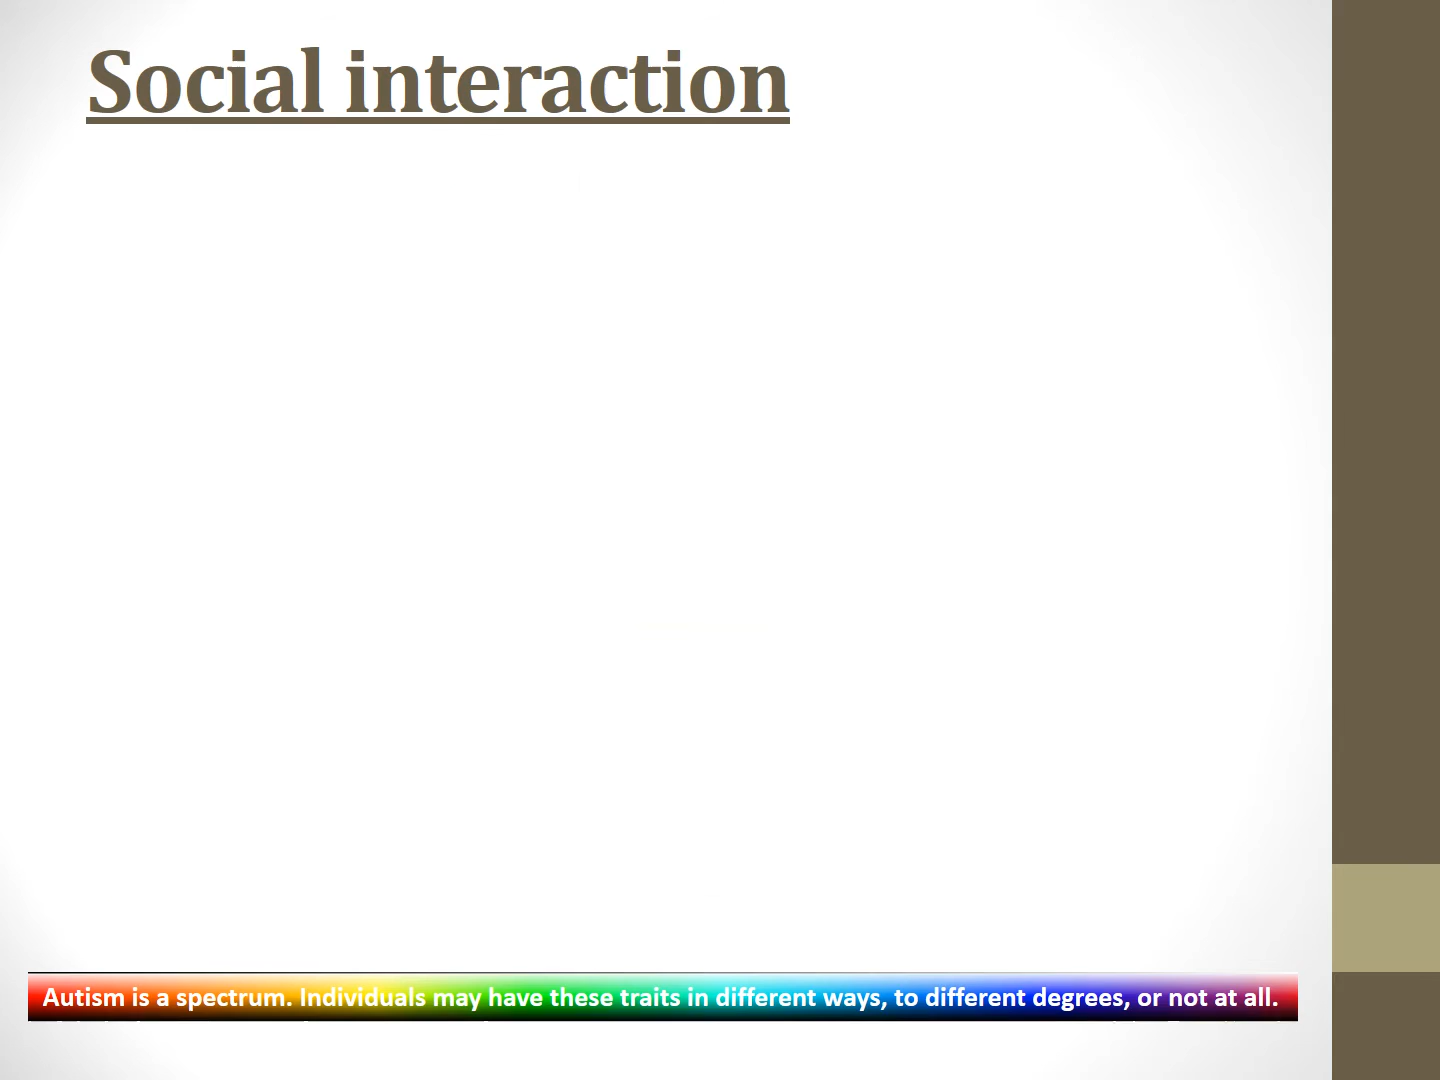 Social interaction
Autism is a spectrum. Individuals may have these traits in different ways, to different degrees, or not at all.